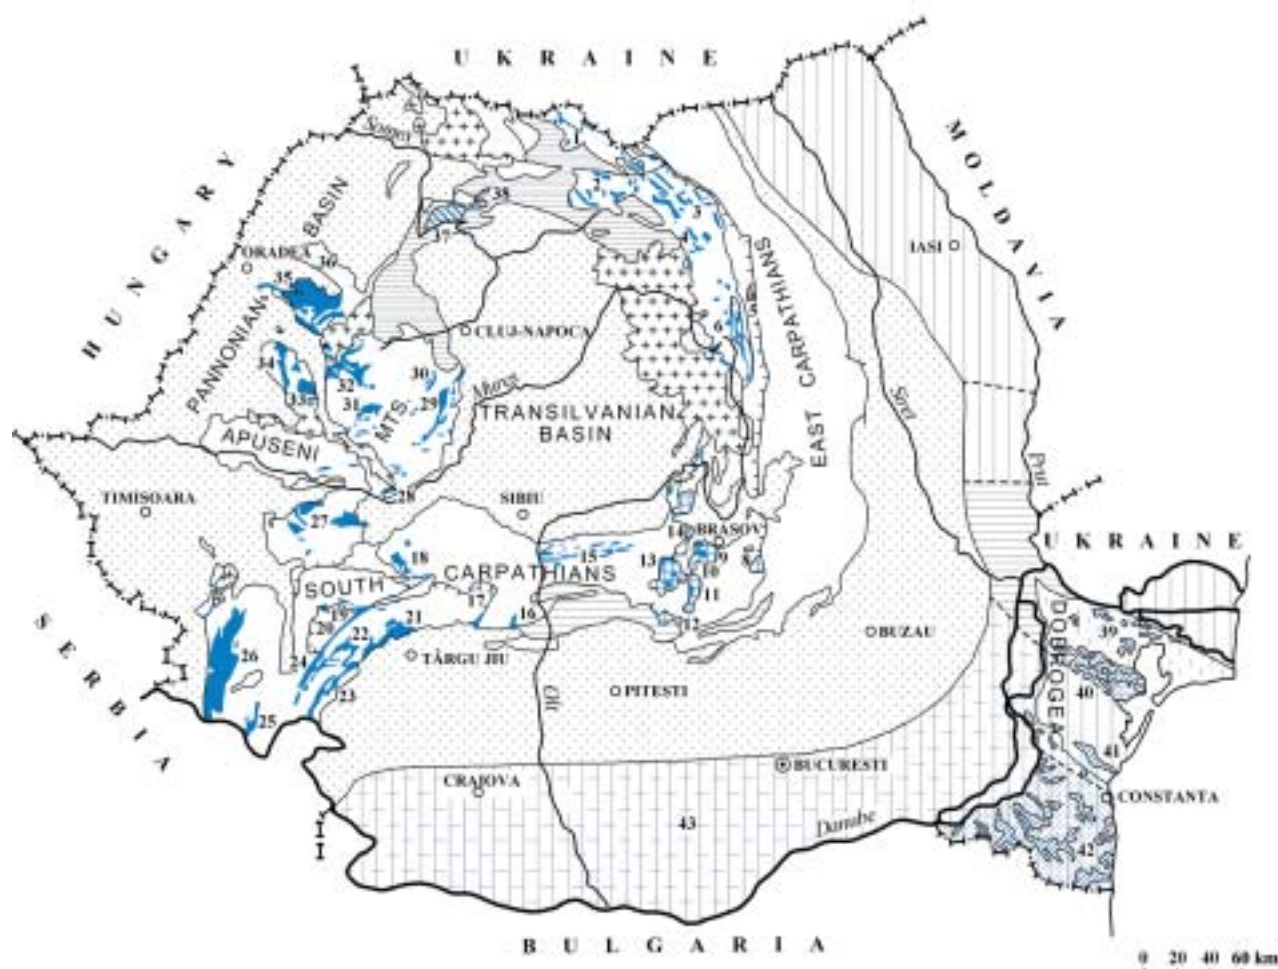 UKRAINE
MOLDAVIA
HUNGARY
Somes
1
2
3
38
37
BASIN
ORADEA
36
35
IASI
PANNONIAN
CLUJ-NAPOCA
EAST CARPATHIANS
5
6
34
33
32
31
30
29
MTS.
Mures
TRANSILVANIAN
BASIN
Siret
APUSENI
Prut
28
TIMISOARA
SIBIU
27
14
BRASOV
UKRAINE
18
15
13
9
8
10
SOUTH
CARPATHIANS
11
17
16
12
19
20
21
22
24
26
23
25
SERBIA
TÂRGU JIU
BUZAU
DOBROGEA
39
40
41
Olt
PITESTI
BUCURESTI
CRAIOVA
CONSTANTA
43
Danube
42
BULGARIA
0 20 40 60 km